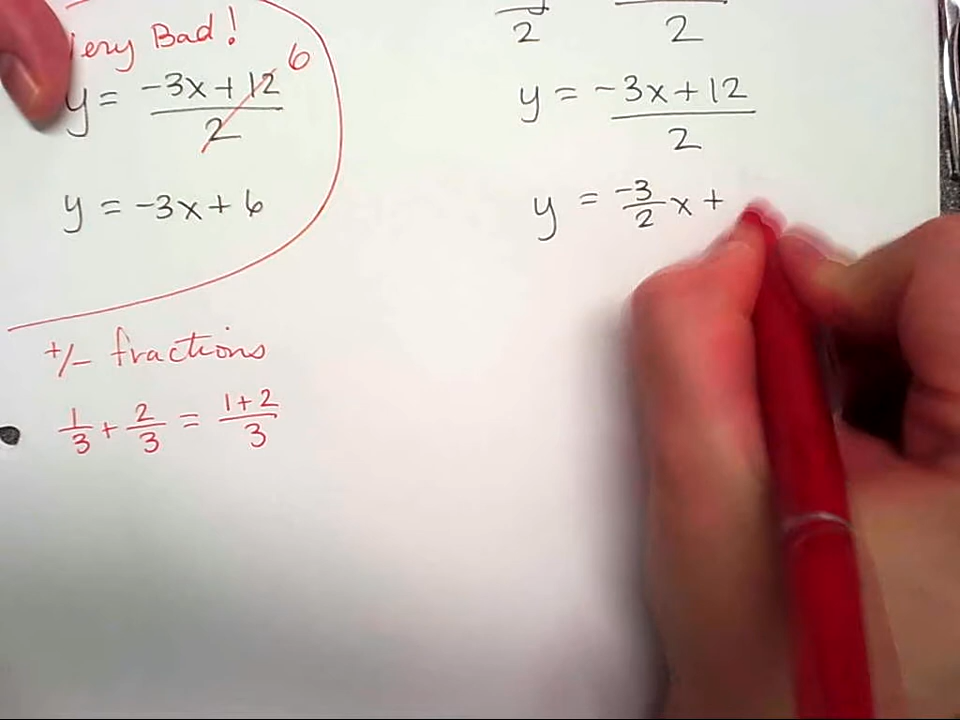 Very Bad!
y = (-3x + 12)/2 6
y = -3x + 6
+/- fractions
1/3 + 2/3 = (1+2)/3
2 2
y = (-3x + 12)/2
y = -3/2 x +